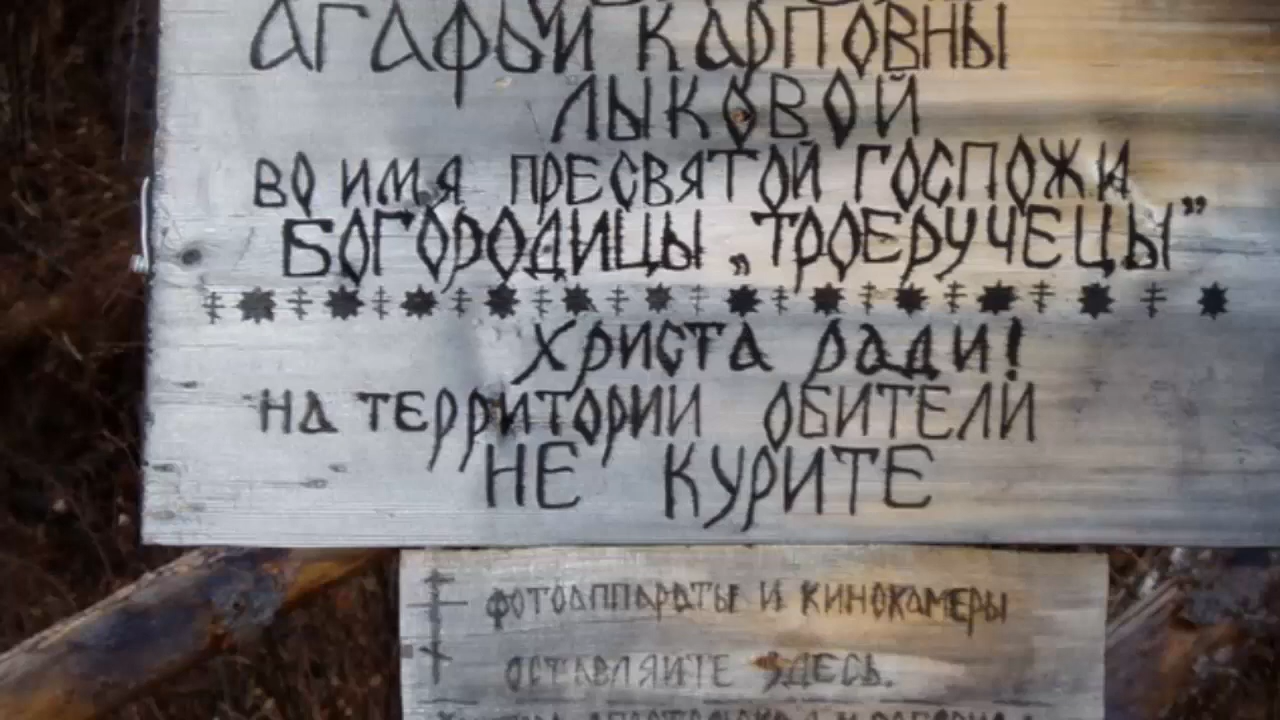 АГАФЬИ КАРПОВНЫ
ЛЫКОВОЙ
ВО ИМЯ ПРЕСВЯТОЙ ГОСПОЖИ
БОГОРОДИЦЫ „ТРОЕРУЧЕЦЫ”
ХРИСТА РАДИ!
НА ТЕРРИТОРИИ ОБИТЕЛИ
НЕ КУРИТЕ
ФОТОАППАРАТЫ И КИНОКАМЕРЫ
ОСТАВЛЯЙТЕ ЗДЕСЬ.